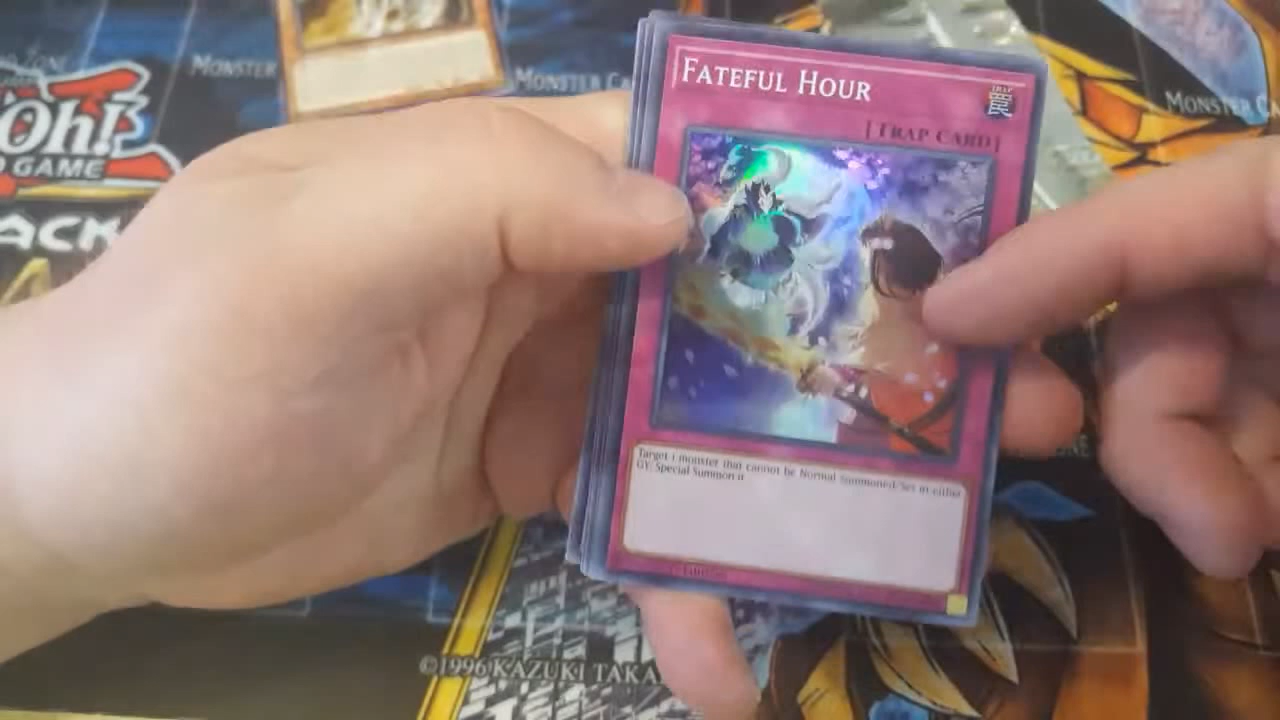 MONSTER
MONSTER CA
MONSTER CA
Oh!
D GAME
ACK
FATEFUL HOUR
TRAP
罠
[TRAP CARD]
Target 1 monster that cannot be Normal Summoned/Set in either
GY; Special Summon it
©1996 KAZUKI TAKA